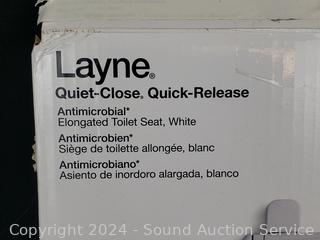 Layne®
Quiet-Close® Quick-Release
Antimicrobial*
Elongated Toilet Seat, White
Antimicrobien*
Siège de toilette allongée, blanc
Antimicrobiano*
Asiento de inordoro alargada, blanco
Copyright © 2024 - Sound Auction Service